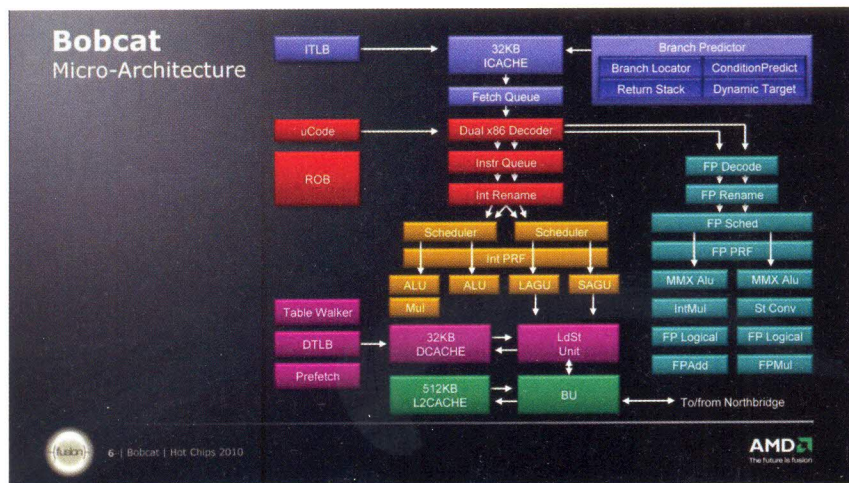 Bobcat
Micro-Architecture
ITLB
32KB
ICACHE
Branch Predictor
Branch Locator
ConditionPredict
Return Stack
Dynamic Target
Fetch Queue
uCode
Dual x86 Decoder
ROB
Instr Queue
Int Rename
FP Decode
FP Rename
FP Sched
FP PRF
Scheduler
Scheduler
Int PRF
ALU
ALU
LAGU
SAGU
Mul
MMX Alu
MMX Alu
IntMul
St Conv
FP Logical
FP Logical
FPAdd
FPMul
Table Walker
DTLB
Prefetch
32KB
DCACHE
LdSt
Unit
512KB
L2CACHE
BU
To/from Northbridge
fusion
6 | Bobcat | Hot Chips 2010
AMD
The future is fusion